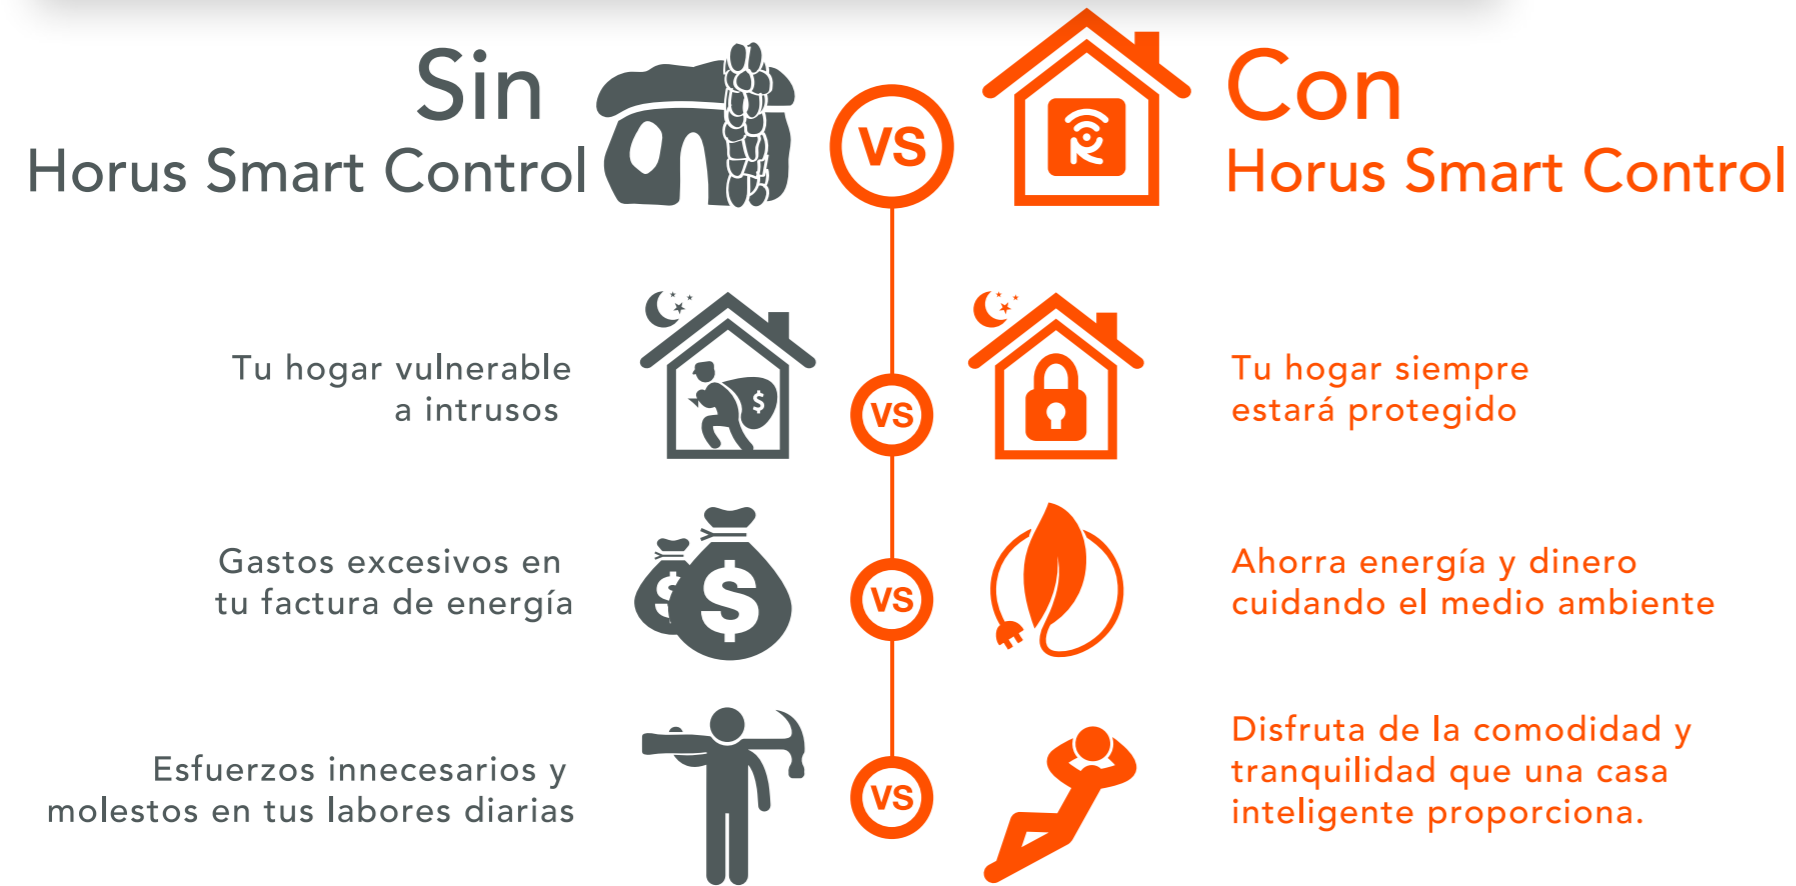 Sin
Horus Smart Control
VS
Con
Horus Smart Control
Tu hogar vulnerable
a intrusos
$
VS
Tu hogar siempre
estará protegido
Gastos excesivos en
tu factura de energía
$
$
VS
Ahorra energía y dinero
cuidando el medio ambiente
Esfuerzos innecesarios y
molestos en tus labores diarias
VS
Disfruta de la comodidad y
tranquilidad que una casa
inteligente proporciona.